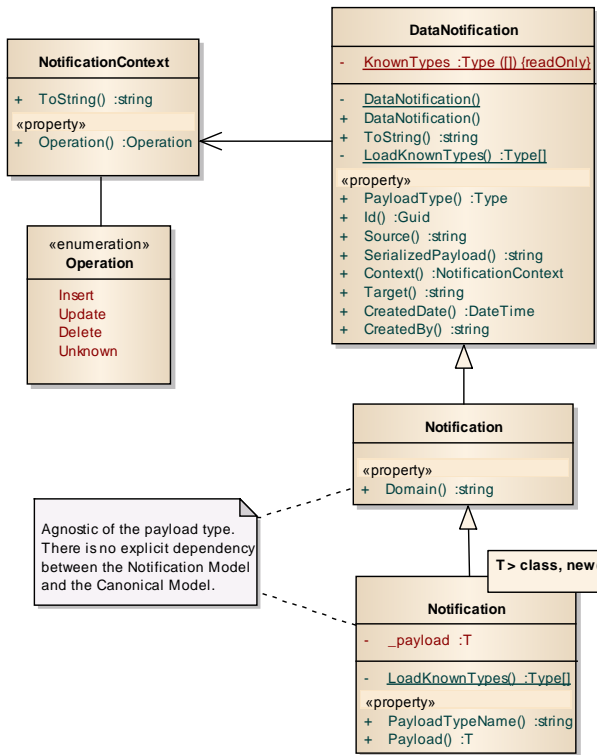 NotificationContext
+ ToString() :string
«property»
+ Operation() :Operation
«enumeration»
Operation
Insert
Update
Delete
Unknown
DataNotification
- KnownTypes :Type ([]) {readOnly}
- DataNotification()
+ DataNotification()
+ ToString() :string
- LoadKnownTypes() :Type[]
«property»
+ PayloadType() :Type
+ Id() :Guid
+ Source() :string
+ SerializedPayload() :string
+ Context() :NotificationContext
+ Target() :string
+ CreatedDate() :DateTime
+ CreatedBy() :string
Notification
«property»
+ Domain() :string
Agnostic of the payload type.
There is no explicit dependency
between the Notification Model
and the Canonical Model.
T > class, new
Notification
- _payload :T
- LoadKnownTypes() :Type[]
«property»
+ PayloadTypeName() :string
+ Payload() :T